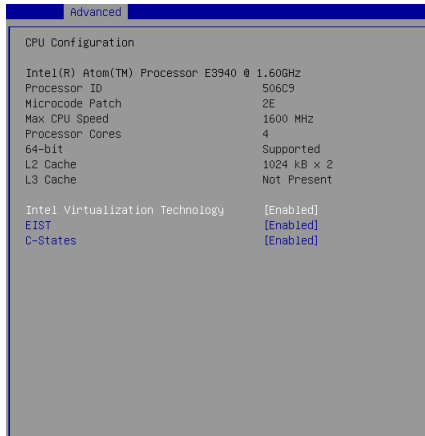 Advanced
CPU Configuration
Intel(R) Atom(TM) Processor E3940 @ 1.60GHz
Processor ID 506C9
Microcode Patch 2E
Max CPU Speed 1600 MHz
Processor Cores 4
64-bit Supported
L2 Cache 1024 kB x 2
L3 Cache Not Present
Intel Virtualization Technology [Enabled]
EIST [Enabled]
C-States [Enabled]